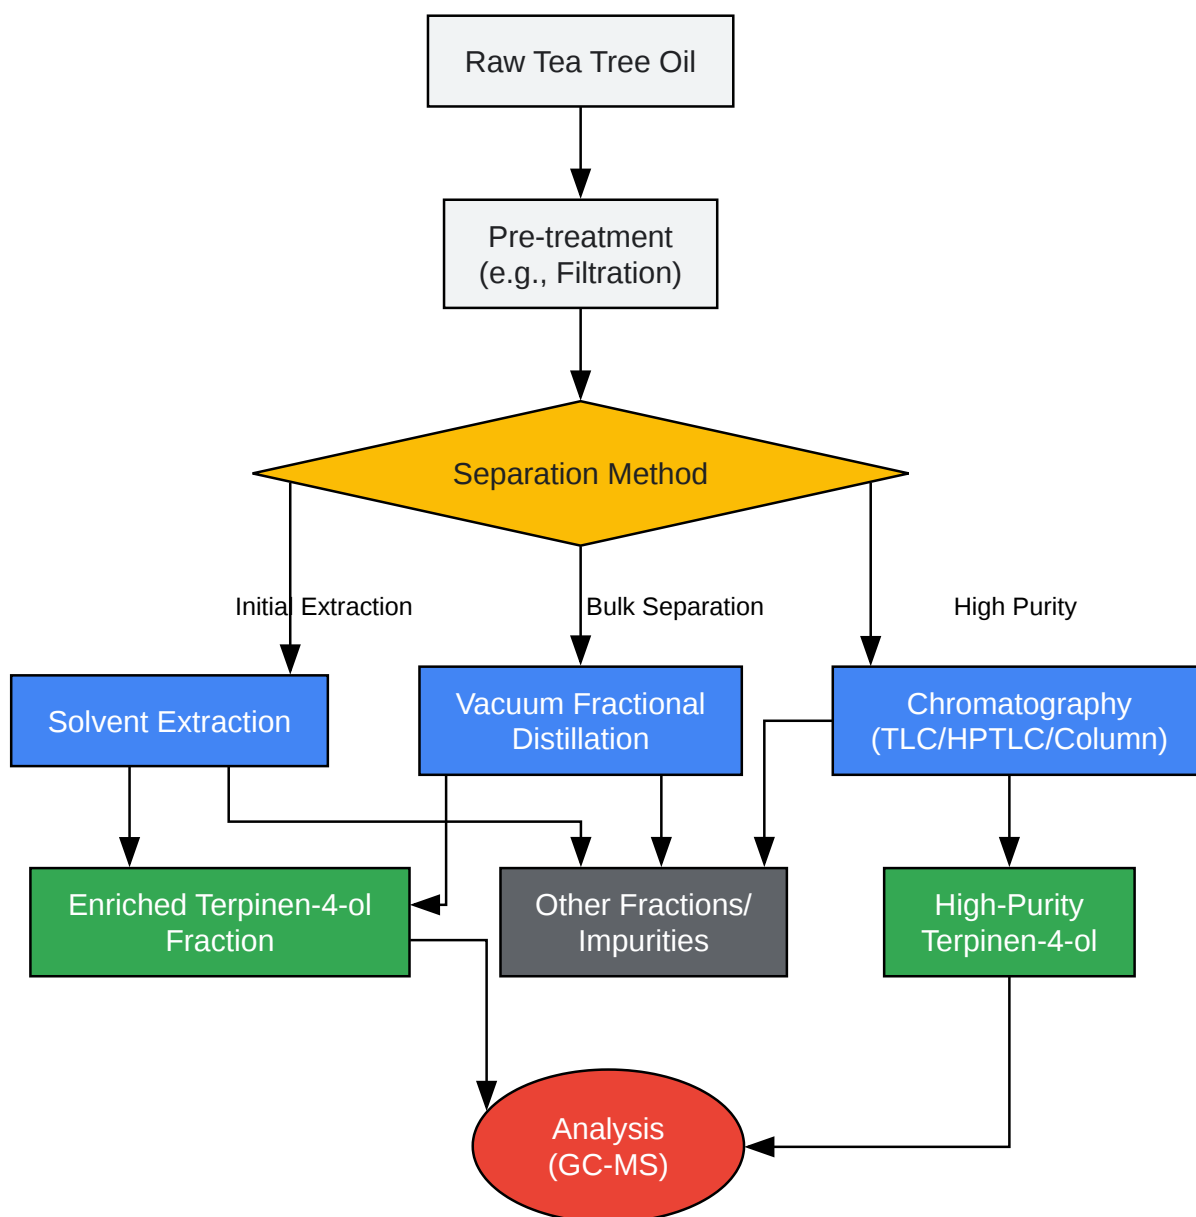 Raw Tea Tree Oil
Pre-treatment
(e.g., Filtration)
Separation Method
Initial Extraction
Bulk Separation
High Purity
Solvent Extraction
Vacuum Fractional
Distillation
Chromatography
(TLC/HPTLC/Column)
Enriched Terpinen-4-ol
Fraction
Other Fractions/
Impurities
High-Purity
Terpinen-4-ol
Analysis
(GC-MS)